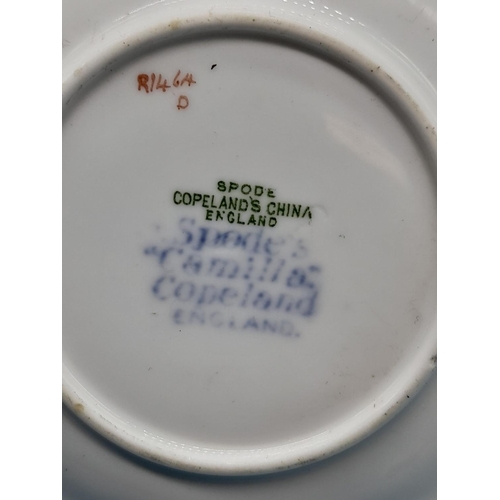 R146A
D
SPODE
COPELAND'S CHINA
ENGLAND
Spode's
"Camilla"
Copeland
ENGLAND.